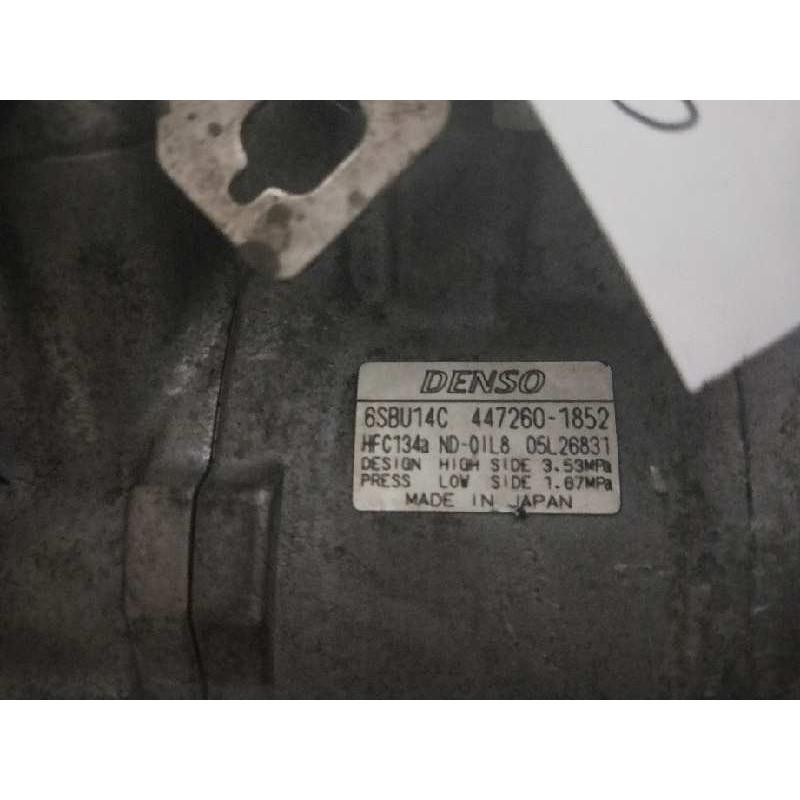 DENSO
6SBU14C 447260-1852
HFC134a ND-OIL8 05L26831
DESIGN HIGH SIDE 3.53MPa
PRESS LOW SIDE 1.67MPa
MADE IN JAPAN